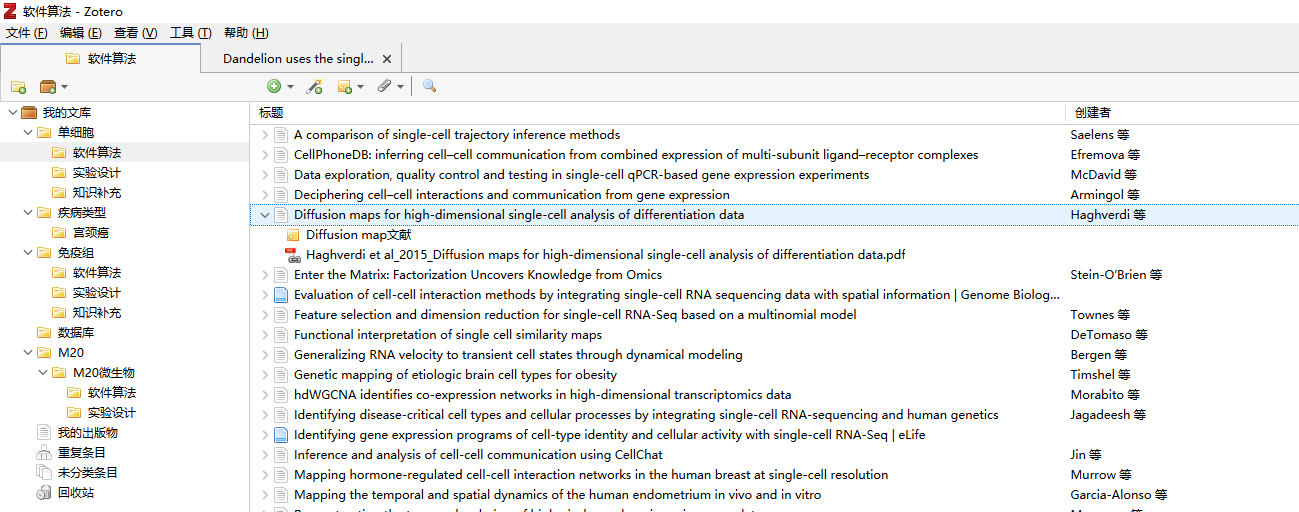 软件算法 - Zotero
文件 (F) 编辑 (E) 查看 (V) 工具 (T) 帮助 (H)
软件算法 Dandelion uses the singl...
我的文库
单细胞
软件算法
实验设计
知识补充
疾病类型
宫颈癌
免疫组
软件算法
实验设计
知识补充
数据库
M20
M20微生物
软件算法
实验设计
我的出版物
重复条目
未分类条目
回收站
标题 创建者
A comparison of single-cell trajectory inference methods Saelens 等
CellPhoneDB: inferring cell–cell communication from combined expression of multi-subunit ligand–receptor complexes Efremova 等
Data exploration, quality control and testing in single-cell qPCR-based gene expression experiments McDavid 等
Deciphering cell–cell interactions and communication from gene expression Armingol 等
Diffusion maps for high-dimensional single-cell analysis of differentiation data Haghverdi 等
Diffusion map文献
Haghverdi et al_2015_Diffusion maps for high-dimensional single-cell analysis of differentiation data.pdf
Enter the Matrix: Factorization Uncovers Knowledge from Omics Stein-O’Brien 等
Evaluation of cell-cell interaction methods by integrating single-cell RNA sequencing data with spatial information | Genome Biolog...
Feature selection and dimension reduction for single-cell RNA-Seq based on a multinomial model Townes 等
Functional interpretation of single cell similarity maps DeTomaso 等
Generalizing RNA velocity to transient cell states through dynamical modeling Bergen 等
Genetic mapping of etiologic brain cell types for obesity Timshel 等
hdWGCNA identifies co-expression networks in high-dimensional transcriptomics data Morabito 等
Identifying disease-critical cell types and cellular processes by integrating single-cell RNA-sequencing and human genetics Jagadeesh 等
Identifying gene expression programs of cell-type identity and cellular activity with single-cell RNA-Seq | eLife
Inference and analysis of cell-cell communication using CellChat Jin 等
Mapping hormone-regulated cell-cell interaction networks in the human breast at single-cell resolution Murrow 等
Mapping the temporal and spatial dynamics of the human endometrium in vivo and in vitro Garcia-Alonso 等